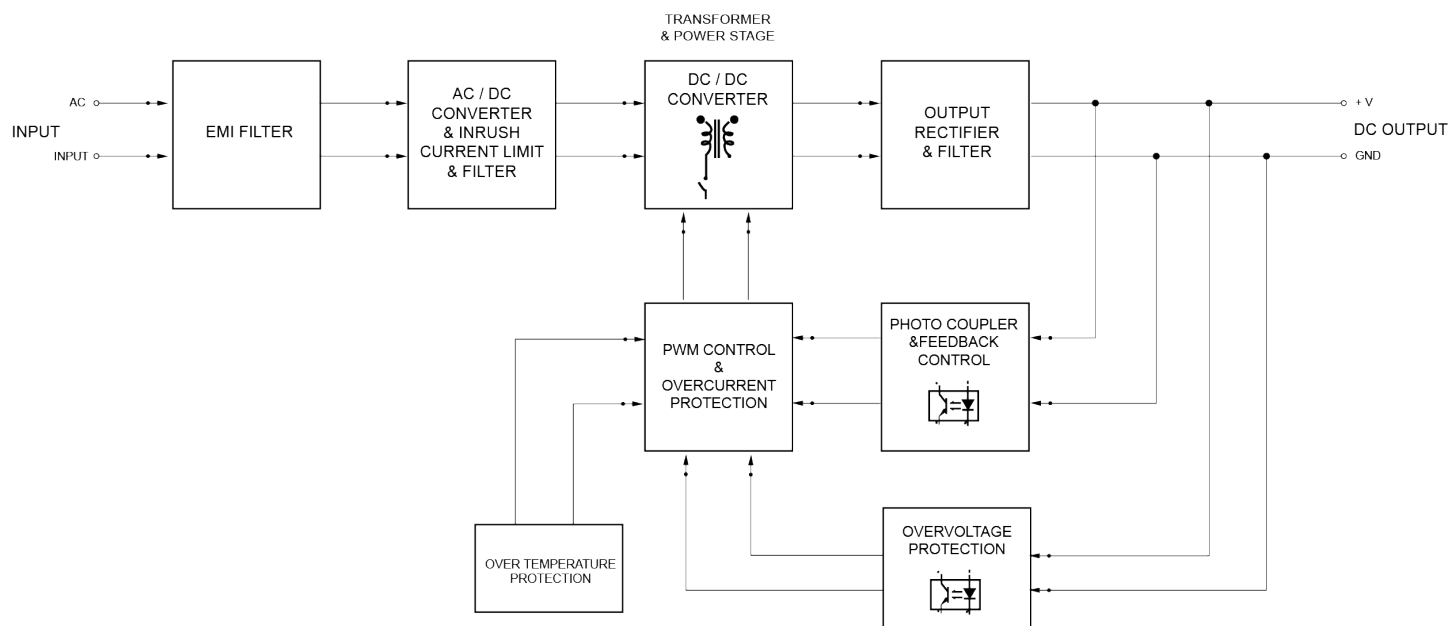 TRANSFORMER
& POWER STAGE
INPUT
AC
INPUT
EMI FILTER
AC / DC
CONVERTER
& INRUSH
CURRENT LIMIT
& FILTER
DC / DC
CONVERTER
OUTPUT
RECTIFIER
& FILTER
+ V
DC OUTPUT
GND
PWM CONTROL
&
OVERCURRENT
PROTECTION
PHOTO COUPLER
&FEEDBACK
CONTROL
OVER TEMPERATURE
PROTECTION
OVERVOLTAGE
PROTECTION